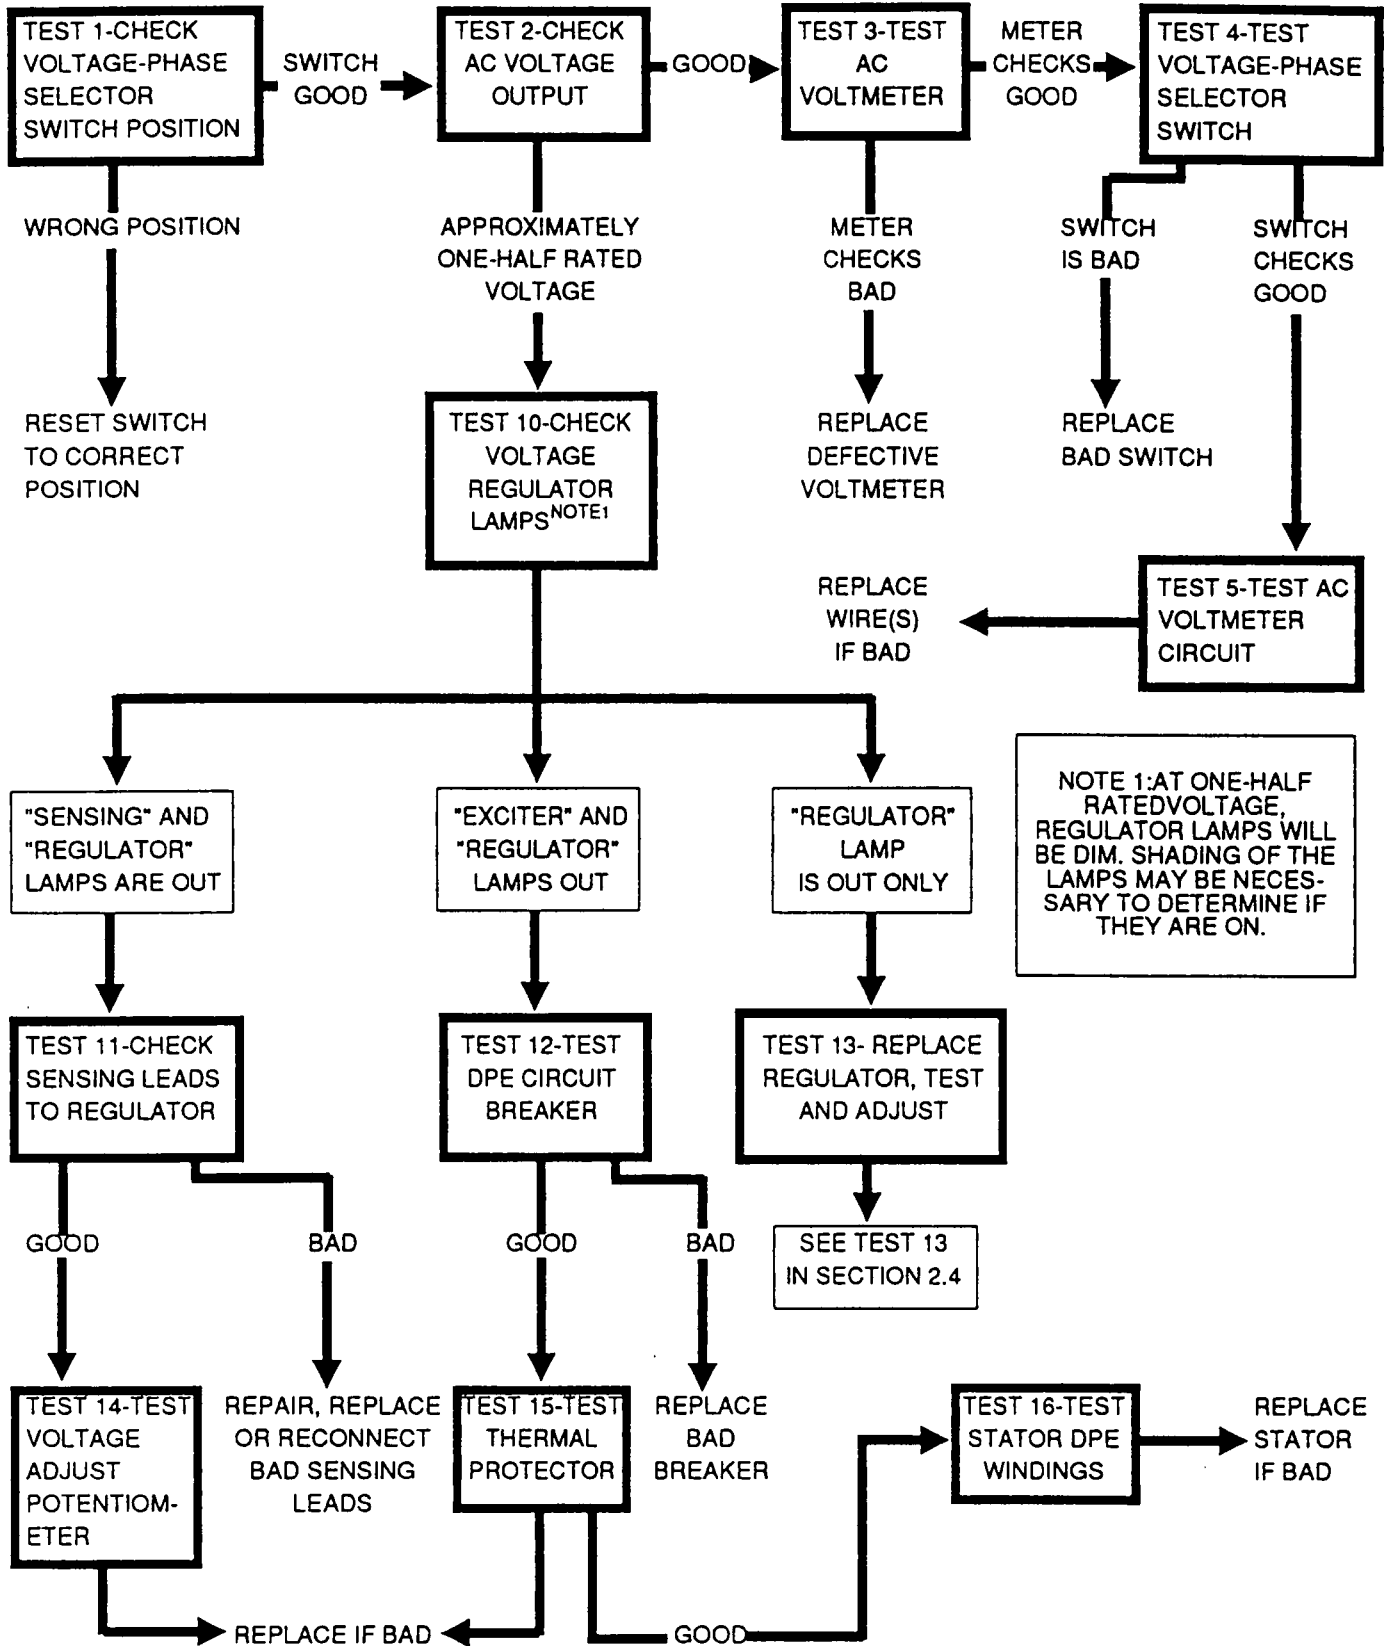 TEST 1-CHECK
VOLTAGE-PHASE
SELECTOR
SWITCH POSITION
SWITCH
GOOD
TEST 2-CHECK
AC VOLTAGE
OUTPUT
GOOD
TEST 3-TEST
AC
VOLTMETER
METER
CHECKS
GOOD
TEST 4-TEST
VOLTAGE-PHASE
SELECTOR
SWITCH
WRONG POSITION
APPROXIMATELY
ONE-HALF RATED
VOLTAGE
METER
CHECKS
BAD
SWITCH
IS BAD
SWITCH
CHECKS
GOOD
RESET SWITCH
TO CORRECT
POSITION
TEST 10-CHECK
VOLTAGE
REGULATOR
LAMPS NOTE1
REPLACE
DEFECTIVE
VOLTMETER
REPLACE
BAD SWITCH
REPLACE
WIRE(S)
IF BAD
TEST 5-TEST AC
VOLTMETER
CIRCUIT
"SENSING" AND
"REGULATOR"
LAMPS ARE OUT
"EXCITER" AND
"REGULATOR"
LAMPS OUT
"REGULATOR"
LAMP
IS OUT ONLY
NOTE 1:AT ONE-HALF
RATEDVOLTAGE,
REGULATOR LAMPS WILL
BE DIM. SHADING OF THE
LAMPS MAY BE NECES-
SARY TO DETERMINE IF
THEY ARE ON.
TEST 11-CHECK
SENSING LEADS
TO REGULATOR
TEST 12-TEST
DPE CIRCUIT
BREAKER
TEST 13- REPLACE
REGULATOR, TEST
AND ADJUST
GOOD
BAD
GOOD
BAD
SEE TEST 13
IN SECTION 2.4
TEST 14-TEST
VOLTAGE
ADJUST
POTENTIOM-
ETER
REPAIR, REPLACE
OR RECONNECT
BAD SENSING
LEADS
TEST 15-TEST
THERMAL
PROTECTOR
REPLACE
BAD
BREAKER
TEST 16-TEST
STATOR DPE
WINDINGS
REPLACE
STATOR
IF BAD
REPLACE IF BAD
GOOD